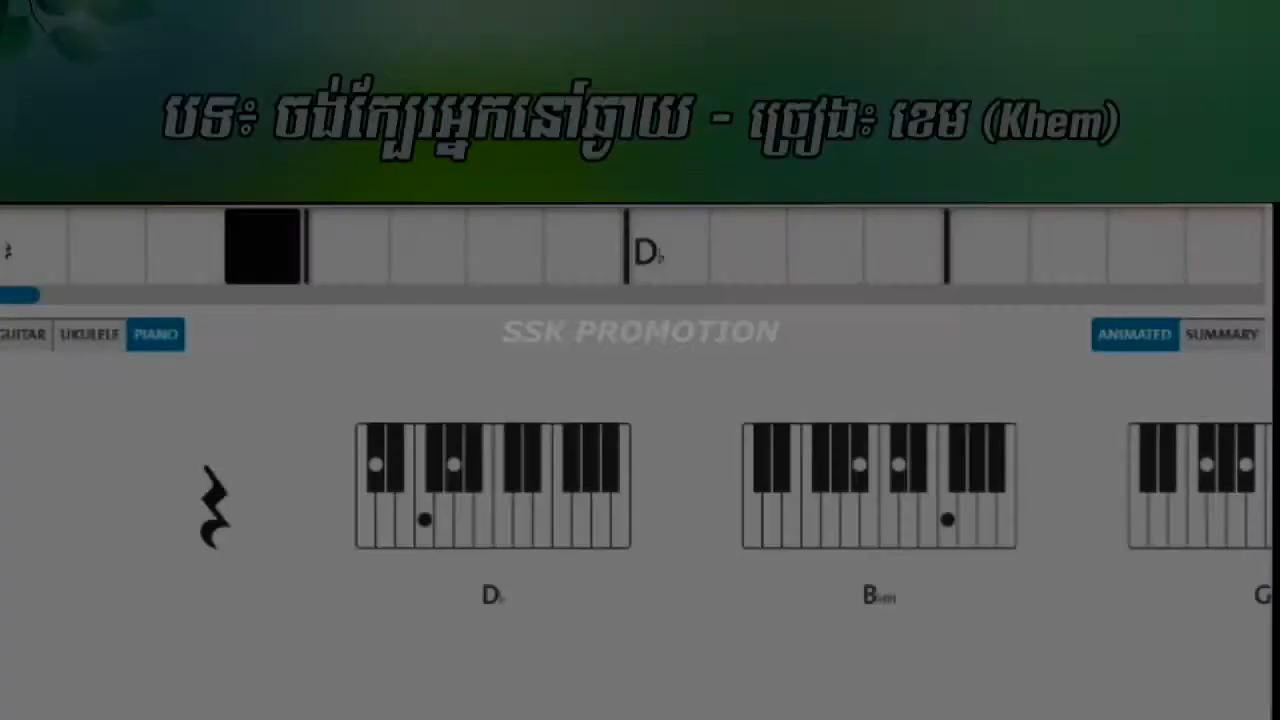 បទ៖ ចង់ក្បែរអ្នកនៅឆ្ងាយ - ច្រៀង៖ ខេម (Khem)
D♭
GUITAR UKULELE PIANO SSK PROMOTION ANIMATED SUMMARY
D♭ B♭m G